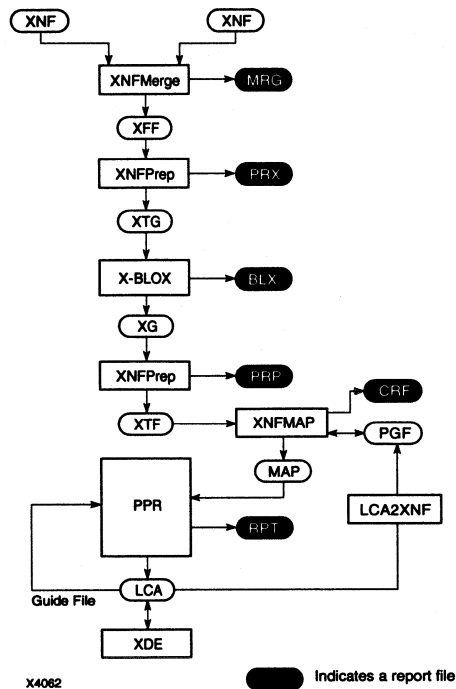 XNF
XNF
XNFMerge
MRG
XFF
XNFPrep
PRX
XTG
X-BLOX
BLX
XG
XNFPrep
PRP
CRF
XTF
XNFMAP
PGF
MAP
PPR
LCA2XNF
RPT
LCA
Guide File
XDE
X4062
Indicates a report file